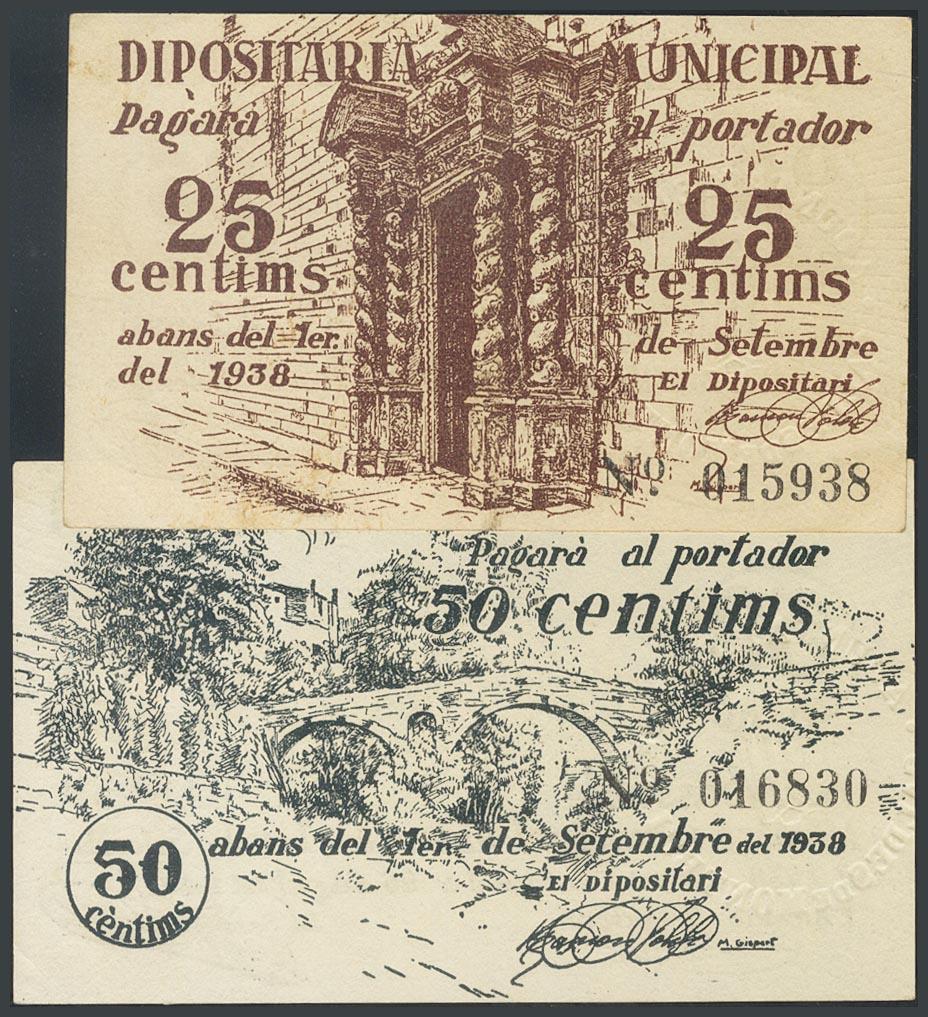 DIPOSITARIA MUNICIPAL
Pagarà al portador
25 25
centims centims
abans del 1er. de Setembre
del 1938
El Dipositari
Nº. 015938
Pagarà al portador
50 centims
Nº 016830
50
cèntims
abans del 1er. de Setembre del 1938
El Dipositari
M. Gispert